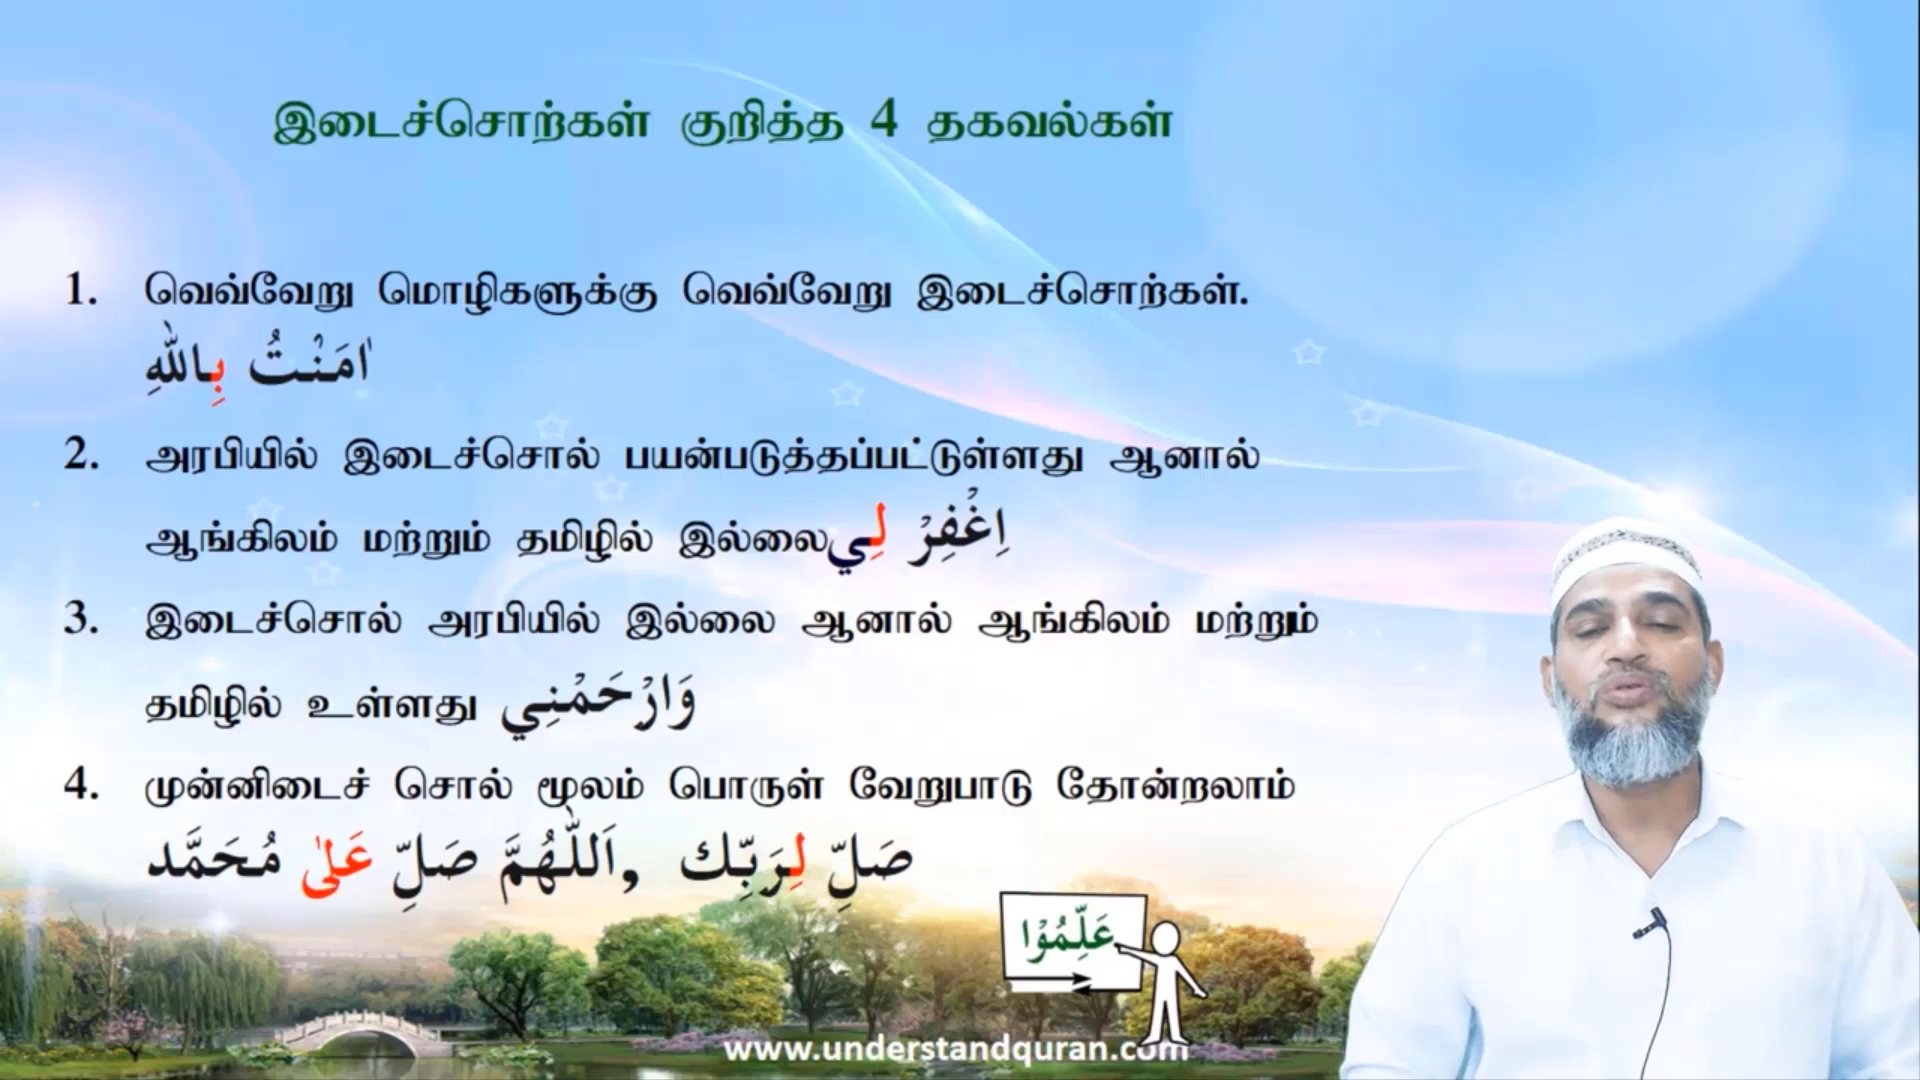 இடைச்சொற்கள் குறித்த 4 தகவல்கள்
1. வெவ்வேறு மொழிகளுக்கு வெவ்வேறு இடைச்சொற்கள்.
اٰمَنْتُ بِاللّٰهِ
2. அரபியில் இடைச்சொல் பயன்படுத்தப்பட்டுள்ளது ஆனால்
ஆங்கிலம் மற்றும் தமிழில் இல்லை اِغْفِرْ لِي
3. இடைச்சொல் அரபியில் இல்லை ஆனால் ஆங்கிலம் மற்றும்
தமிழில் உள்ளது وَارْحَمْنِي
4. முன்னிடைச் சொல் மூலம் பொருள் வேறுபாடு தோன்றலாம்
صَلِّ لِرَبِّك ,اَللّٰهُمَّ صَلِّ عَلىٰ مُحَمَّد
عَلِّمُوْا
www.understandquran.com